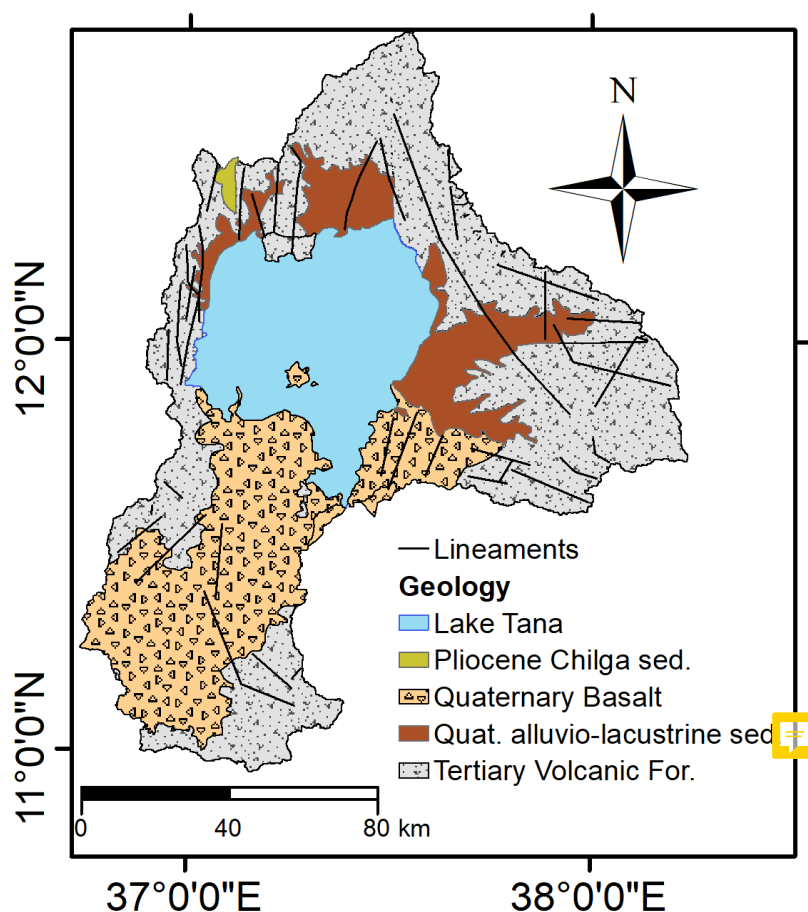 N
12°0'0"N
Lineaments
Geology
Lake Tana
Pliocene Chilga sed.
Quaternary Basalt
Quat. alluvio-lacustrine sed
Tertiary Volcanic For.
11°0'0"N
0 40 80 km
37°0'0"E 38°0'0"E